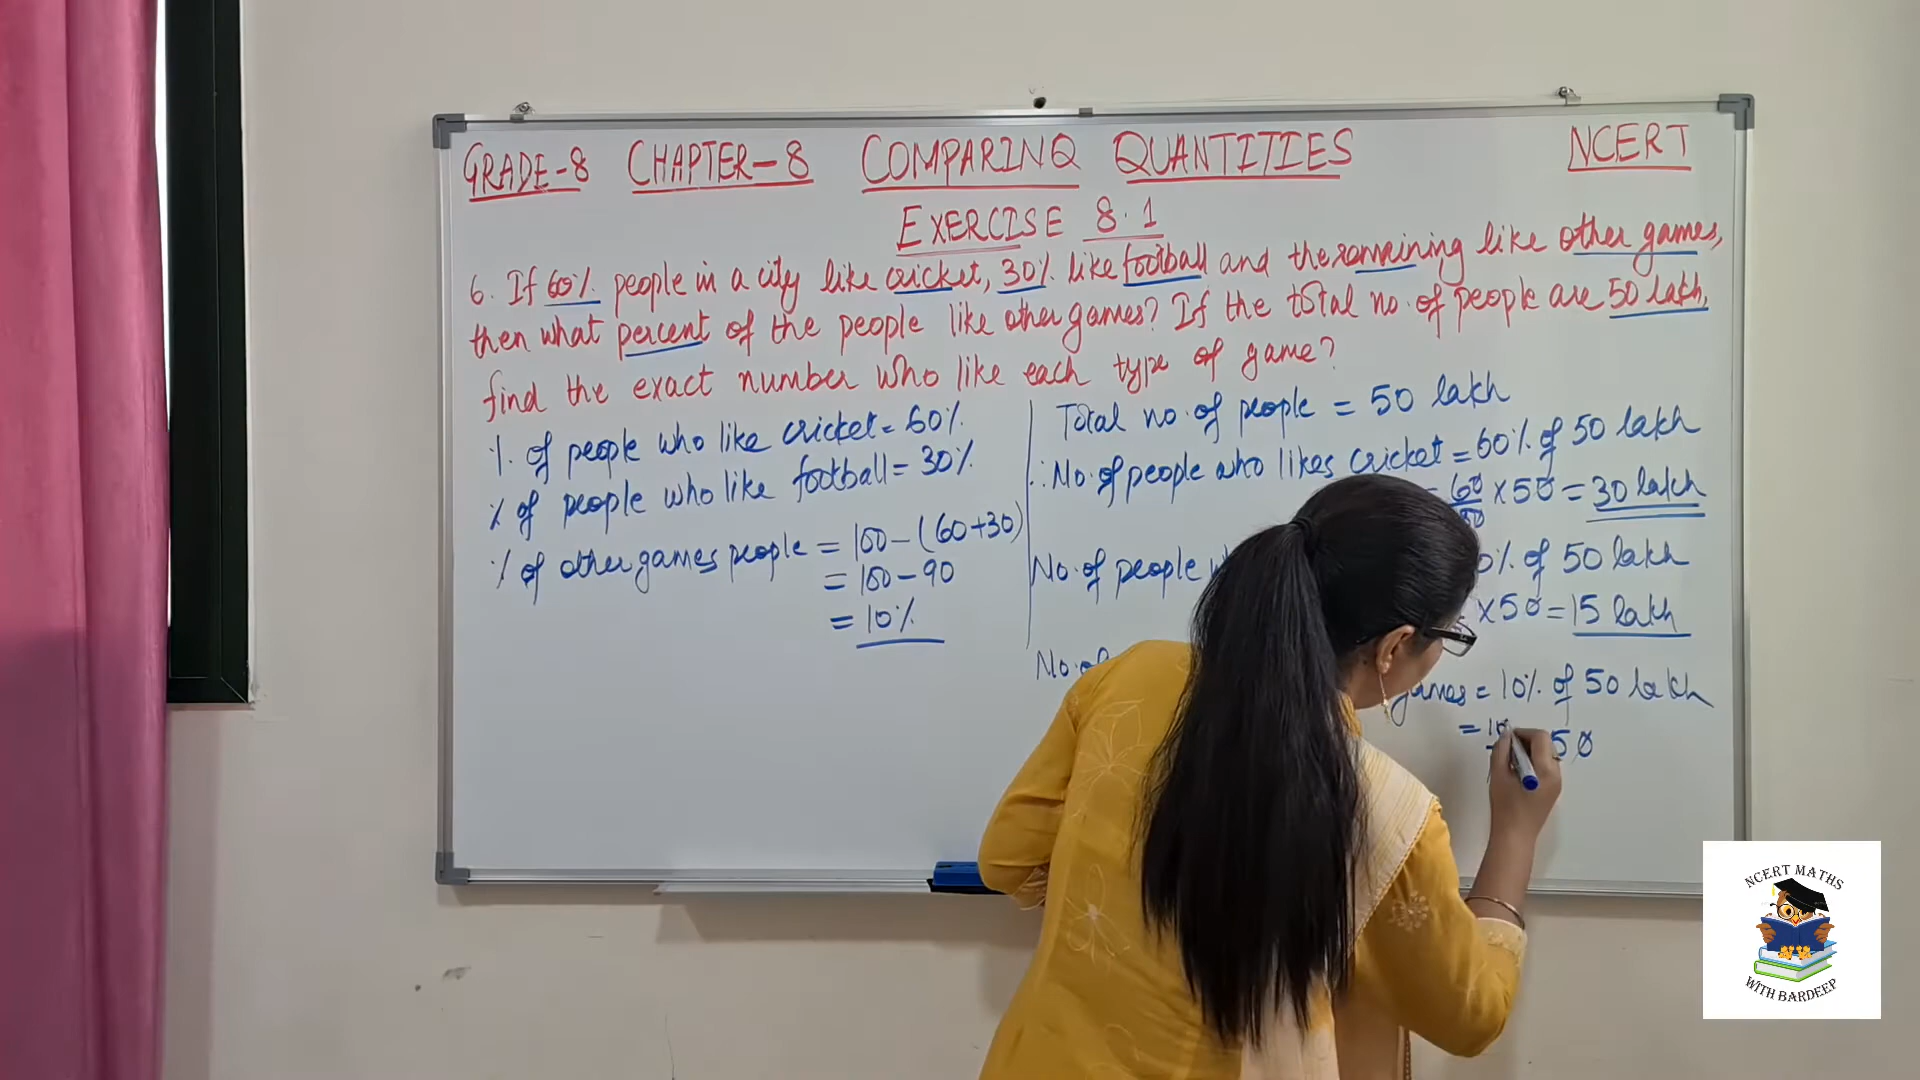 GRADE-8 CHAPTER-8 COMPARING QUANTITIES NCERT
EXERCISE 8.1
6. If 60% people in a city like cricket, 30% like football and the remaining like other games,
then what percent of the people like other games? If the total no. of people are 50 lakh,
find the exact number who like each type of game?
% of people who like cricket = 60%
% of people who like football = 30%
% of other games people = 100 - (60+30)
= 100 - 90
= 10%
Total no. of people = 50 lakh
∴ No. of people who likes cricket = 60% of 50 lakh
= 60 × 50 = 30 lakh
No. of people
0% of 50 lakh
× 50 = 15 lakh
No. of
games = 10% of 50 lakh
= 10
50
NCERT MATHS
WITH BARDEEP